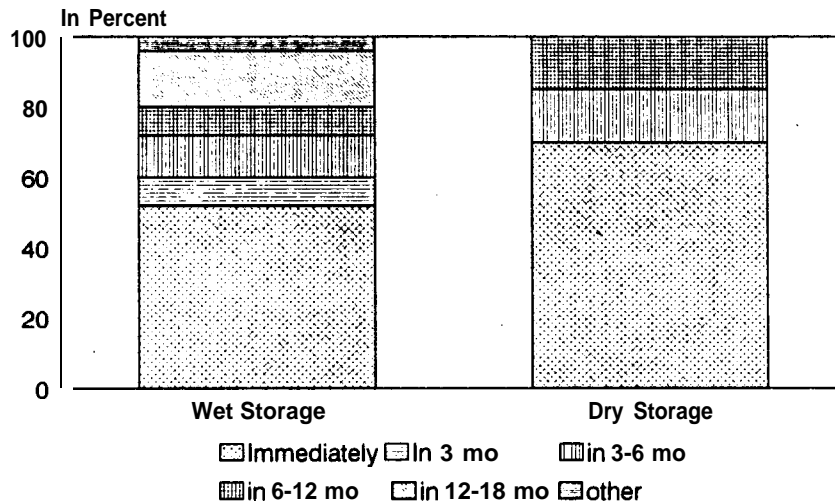 In Percent
100
80
60
40
20
0
Wet Storage Dry Storage
Immediately In 3 mo in 3-6 mo
in 6-12 mo in 12-18 mo other